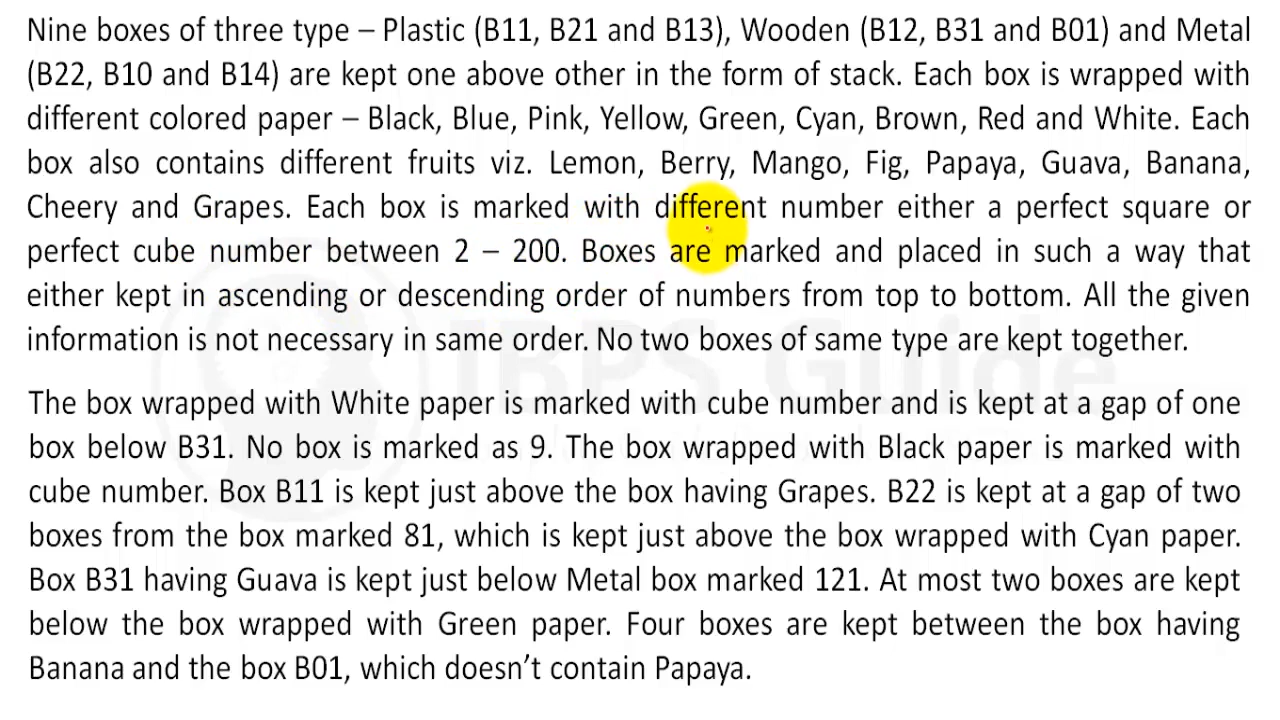 Nine boxes of three type – Plastic (B11, B21 and B13), Wooden (B12, B31 and B01) and Metal
(B22, B10 and B14) are kept one above other in the form of stack. Each box is wrapped with
different colored paper – Black, Blue, Pink, Yellow, Green, Cyan, Brown, Red and White. Each
box also contains different fruits viz. Lemon, Berry, Mango, Fig, Papaya, Guava, Banana,
Cheery and Grapes. Each box is marked with different number either a perfect square or
perfect cube number between 2 – 200. Boxes are marked and placed in such a way that
either kept in ascending or descending order of numbers from top to bottom. All the given
information is not necessary in same order. No two boxes of same type are kept together.
The box wrapped with White paper is marked with cube number and is kept at a gap of one
box below B31. No box is marked as 9. The box wrapped with Black paper is marked with
cube number. Box B11 is kept just above the box having Grapes. B22 is kept at a gap of two
boxes from the box marked 81, which is kept just above the box wrapped with Cyan paper.
Box B31 having Guava is kept just below Metal box marked 121. At most two boxes are kept
below the box wrapped with Green paper. Four boxes are kept between the box having
Banana and the box B01, which doesn't contain Papaya.
IBPS Guide